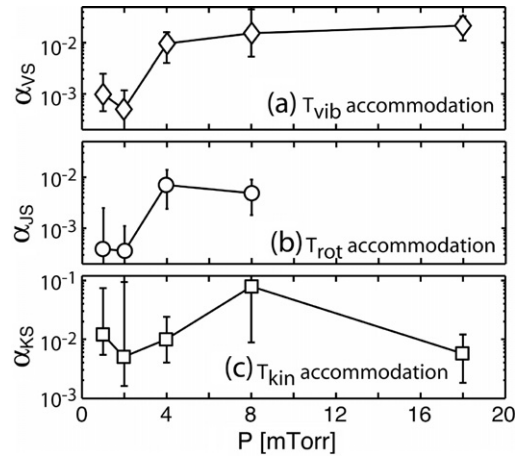 α_VS
10^-2
10^-3
(a) T_vib accommodation
α_JS
10^-2
10^-3
(b) T_rot accommodation
α_KS
10^-1
10^-2
10^-3
(c) T_kin accommodation
0 4 8 12 16 20
P [mTorr]